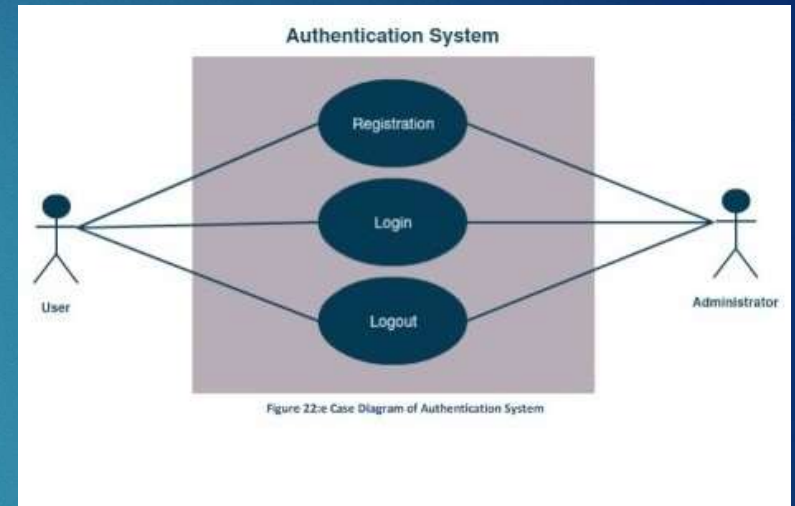 Authentication System
Registration
Login
Logout
User
Administrator
Figure 22:e Case Diagram of Authentication System